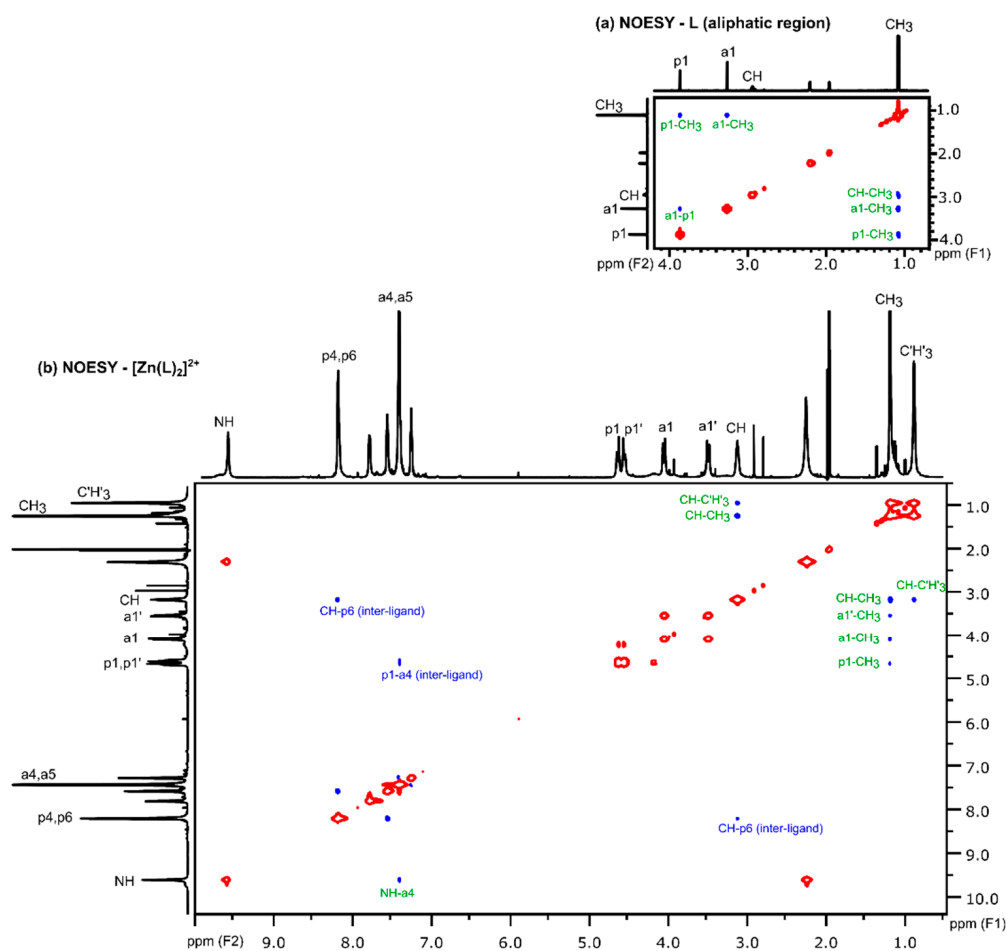 (a) NOESY - L (aliphatic region)
CH3
p1
a1
CH
CH3
p1-CH3
a1-CH3
1.0
2.0
CH
CH-CH3
3.0
a1
a1-p1
a1-CH3
p1
p1-CH3
4.0
ppm (F2)
4.0
3.0
2.0
1.0
ppm (F1)
a4,a5
CH3
(b) NOESY - [Zn(L)2]2+
p4,p6
C'H'3
NH
p1
p1'
a1
a1'
CH
C'H'3
CH3
CH-C'H'3
CH-CH3
1.0
2.0
CH-C'H'3
CH
CH-CH3
3.0
CH-p6 (inter-ligand)
a1'
a1'-CH3
a1
a1-CH3
4.0
p1,p1'
p1-CH3
p1-a4 (inter-ligand)
5.0
6.0
7.0
a4,a5
8.0
p4,p6
CH-p6 (inter-ligand)
9.0
NH
NH-a4
10.0
ppm (F2)
9.0
8.0
7.0
6.0
5.0
4.0
3.0
2.0
1.0
ppm (F1)